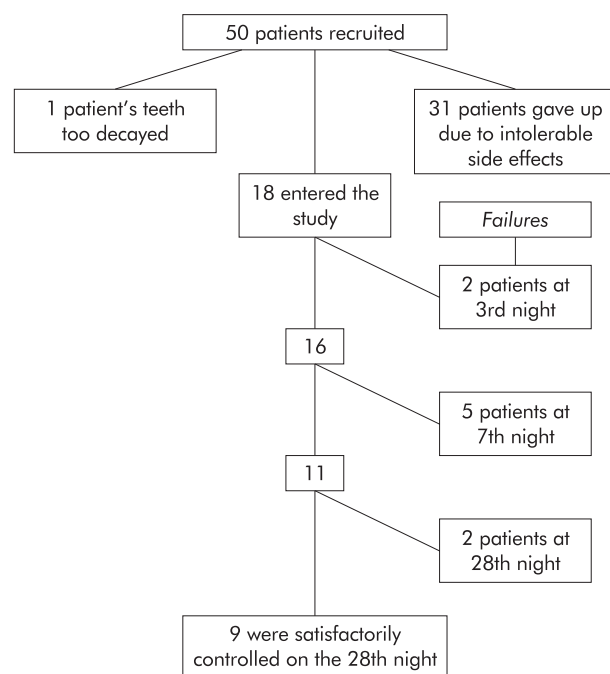 50 patients recruited
1 patient's teeth
too decayed
31 patients gave up
due to intolerable
side effects
18 entered the
study
Failures
2 patients at
3rd night
16
5 patients at
7th night
11
2 patients at
28th night
9 were satisfactorily
controlled on the 28th night